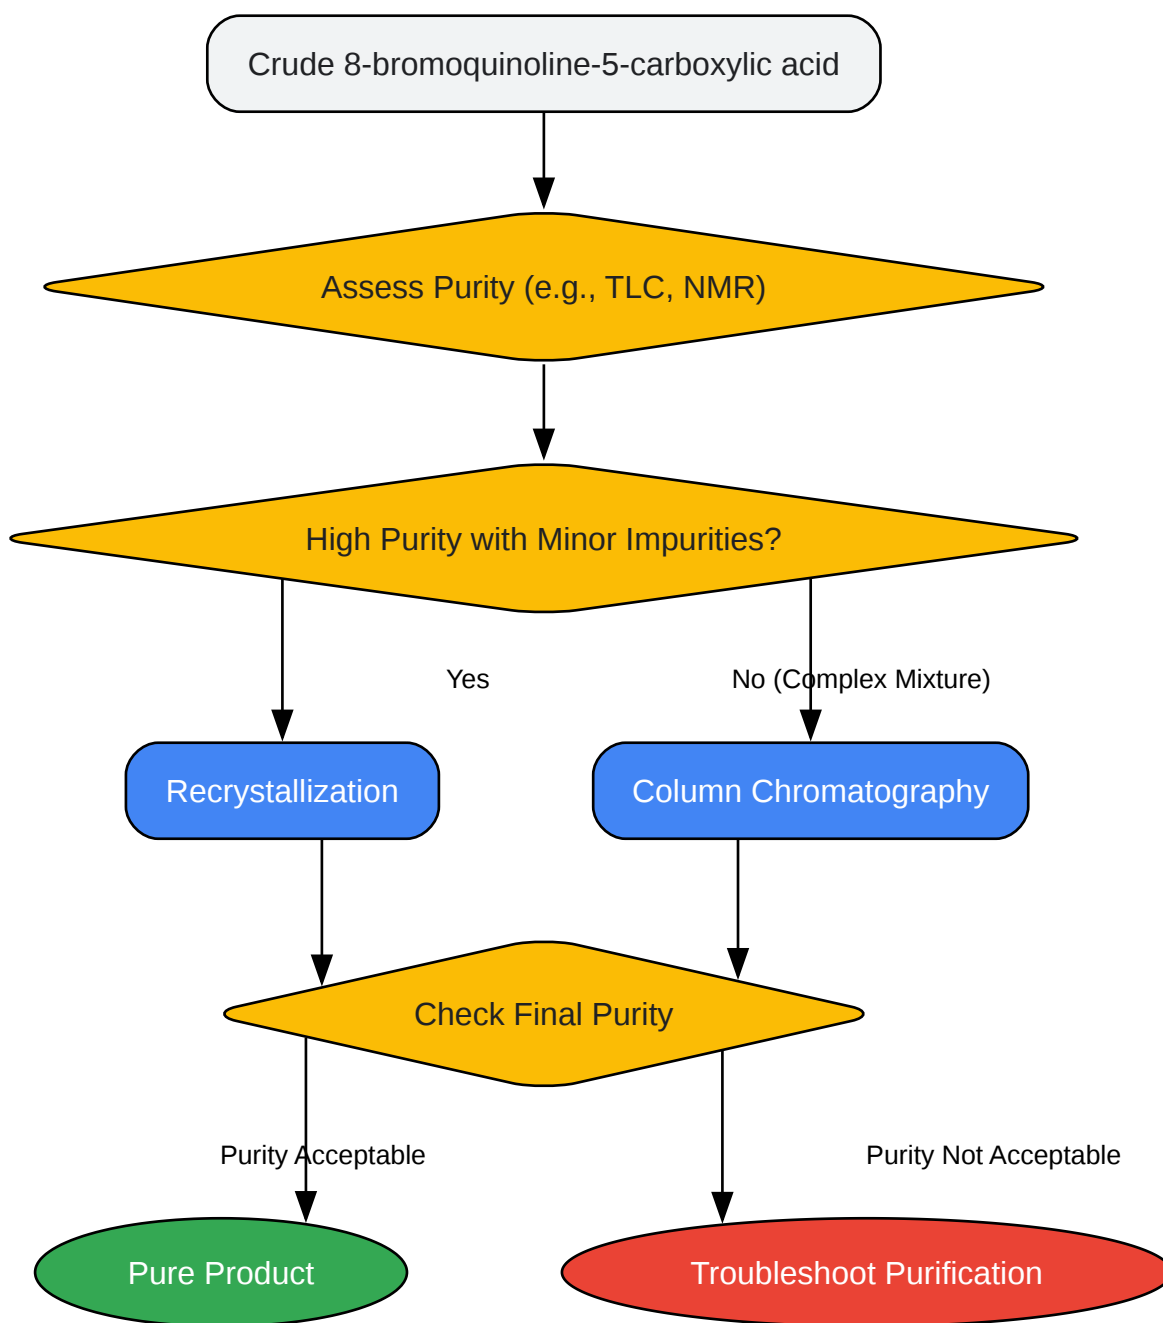 Crude 8-bromoquinoline-5-carboxylic acid
Assess Purity (e.g., TLC, NMR)
High Purity with Minor Impurities?
Yes
No (Complex Mixture)
Recrystallization
Column Chromatography
Check Final Purity
Purity Acceptable
Purity Not Acceptable
Pure Product
Troubleshoot Purification